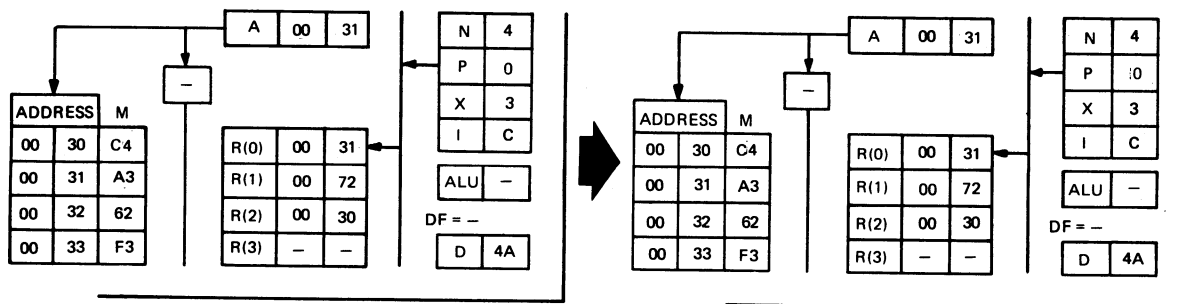 A 00 31
—
ADDRESS M
00 30 C4
00 31 A3
00 32 62
00 33 F3
R(0) 00 31
R(1) 00 72
R(2) 00 30
R(3) — —
N 4
P 0
X 3
I C
ALU —
DF = —
D 4A
A 00 31
—
ADDRESS M
00 30 C4
00 31 A3
00 32 62
00 33 F3
R(0) 00 31
R(1) 00 72
R(2) 00 30
R(3) — —
N 4
P 0
X 3
I C
ALU —
DF = —
D 4A